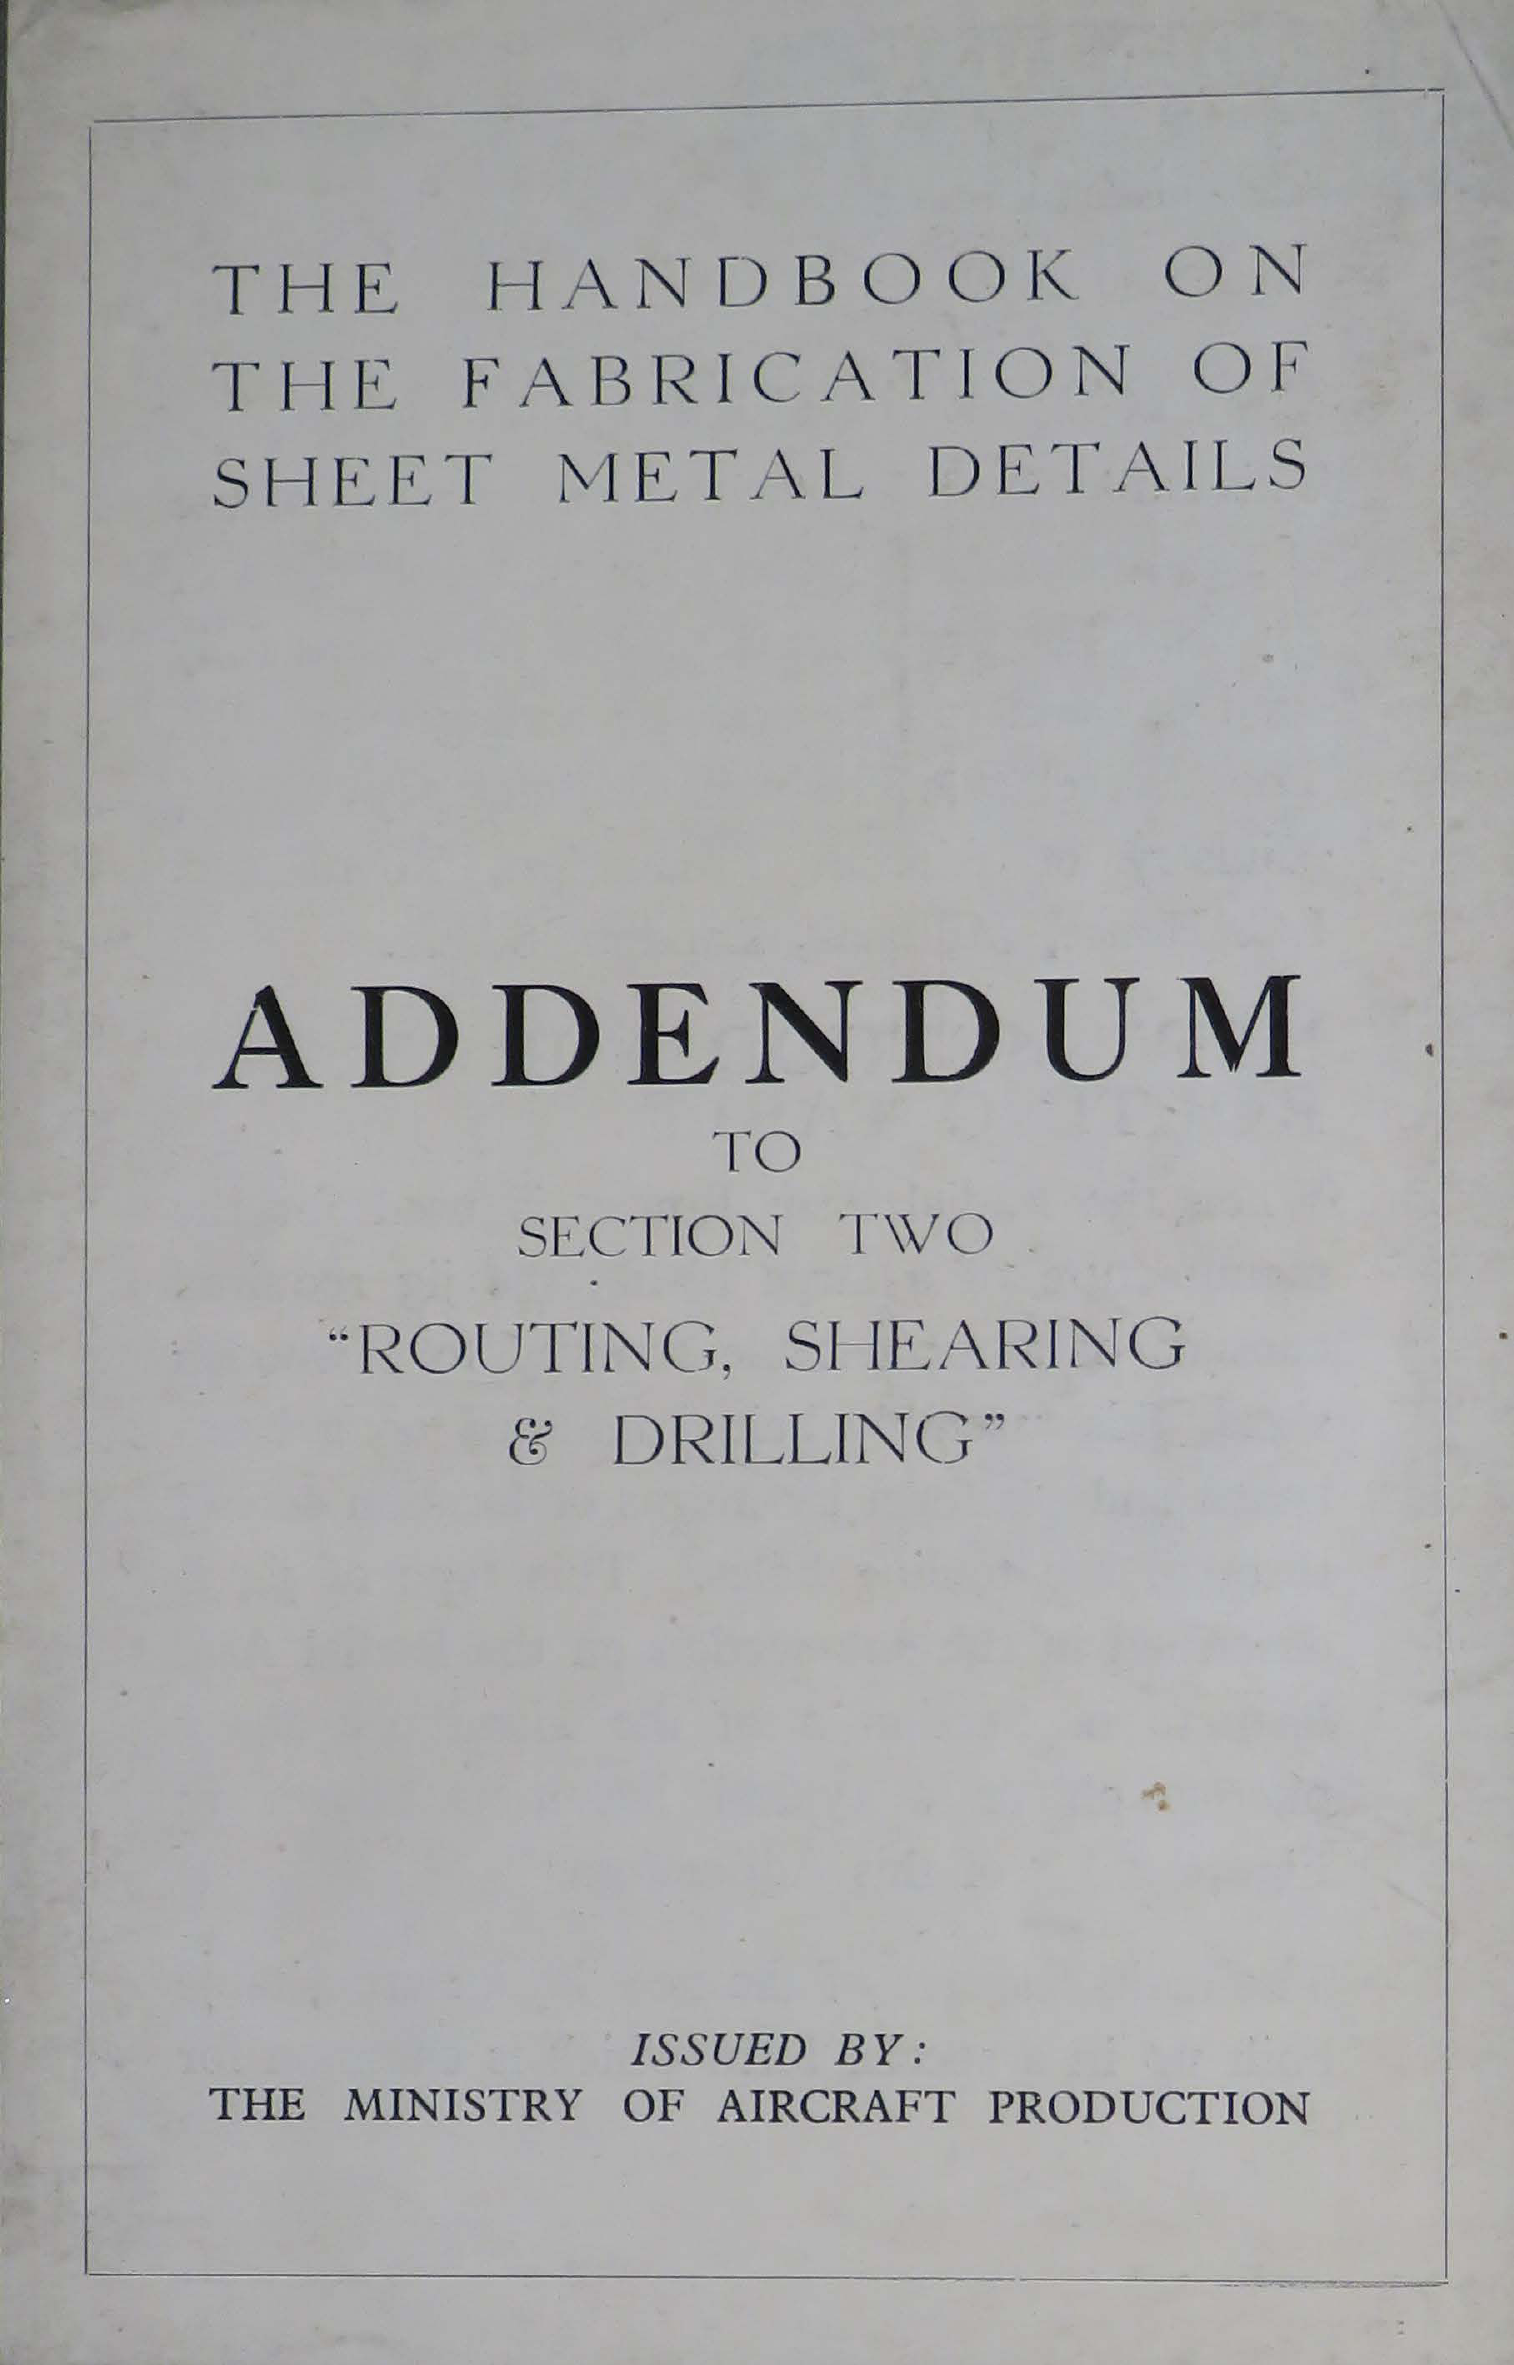 THE HANDBOOK ON
THE FABRICATION OF
SHEET METAL DETAILS
ADDENDUM
TO
SECTION TWO
“ROUTING, SHEARING
& DRILLING”
ISSUED BY:
THE MINISTRY OF AIRCRAFT PRODUCTION